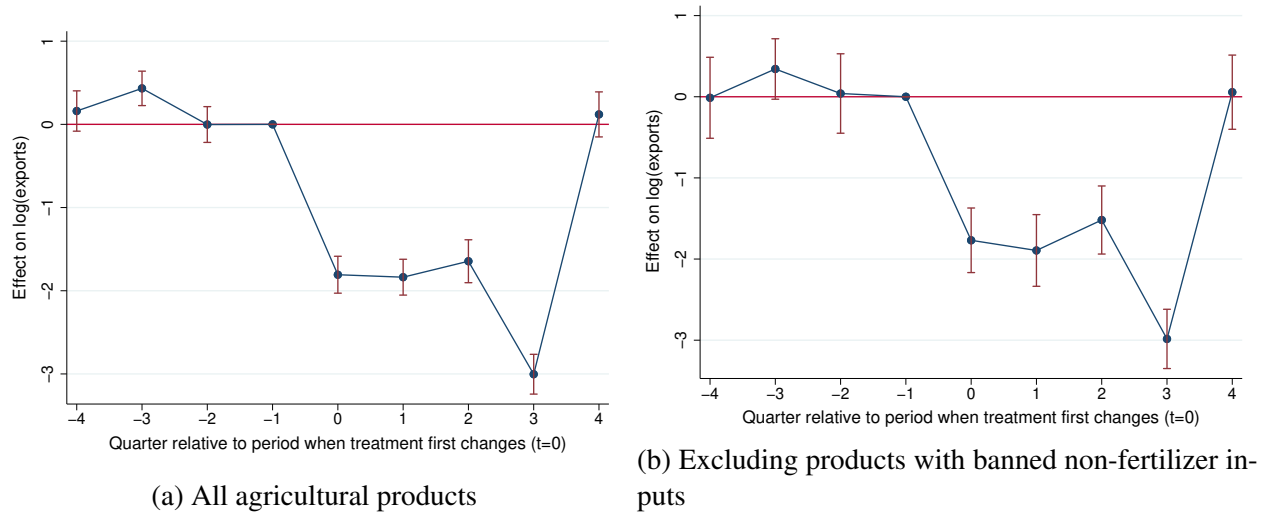 1
0
−1
−2
−3
Effect on log(exports)
−4 −3 −2 −1 0 1 2 3 4
Quarter relative to period when treatment first changes (t=0)
(a) All agricultural products
1
0
−1
−2
−3
Effect on log(exports)
−4 −3 −2 −1 0 1 2 3 4
Quarter relative to period when treatment first changes (t=0)
(b) Excluding products with banned non-fertilizer in-
puts